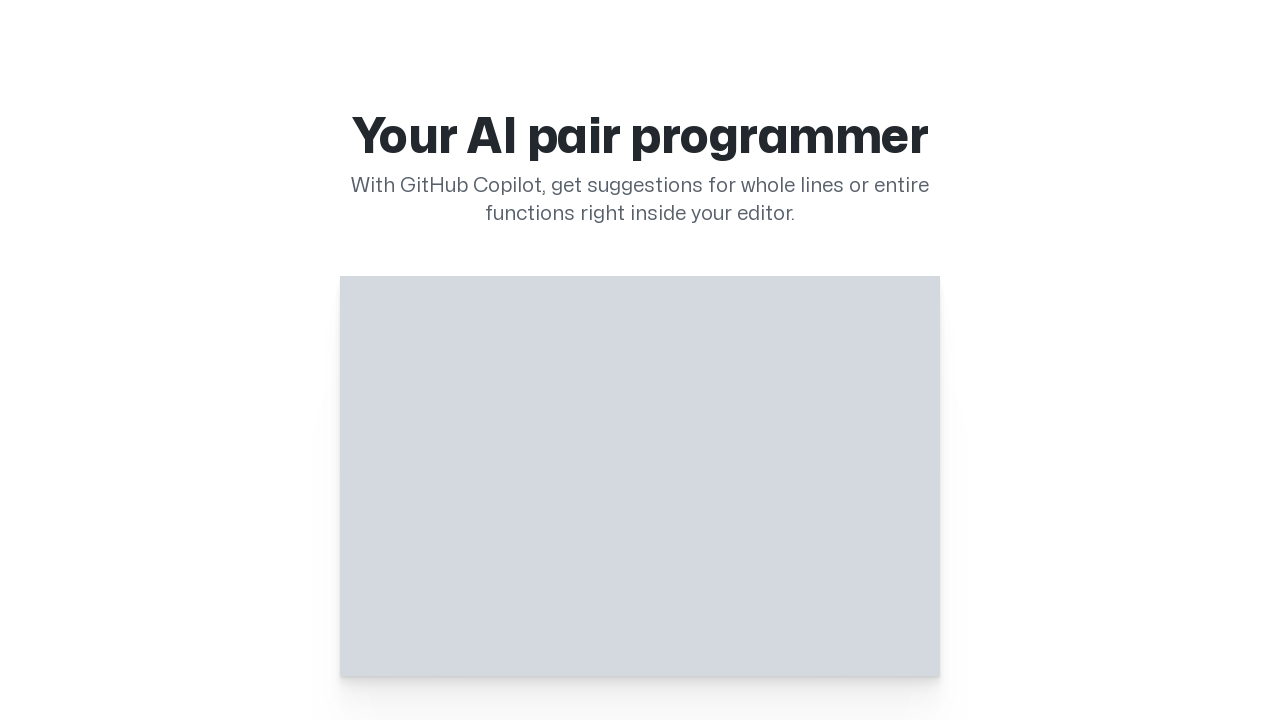 Your AI pair programmer
With GitHub Copilot, get suggestions for whole lines or entire
functions right inside your editor.